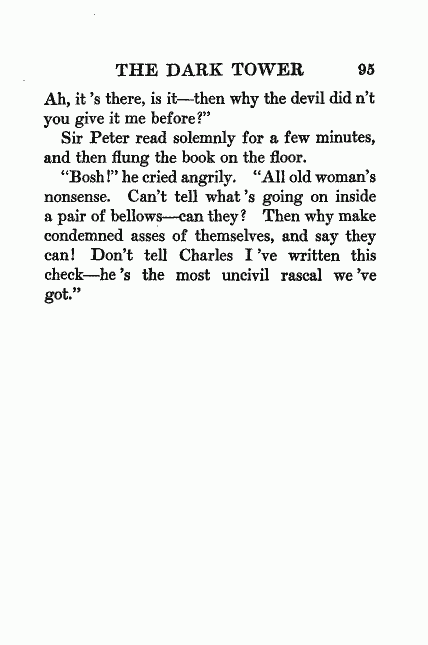 THE DARK TOWER 95
Ah, it 's there, is it—then why the devil did n't
you give it me before?"
Sir Peter read solemnly for a few minutes,
and then flung the book on the floor.
"Bosh!" he cried angrily. "All old woman's
nonsense. Can't tell what 's going on inside
a pair of bellows—can they? Then why make
condemned asses of themselves, and say they
can! Don't tell Charles I 've written this
check—he 's the most uncivil rascal we 've
got."